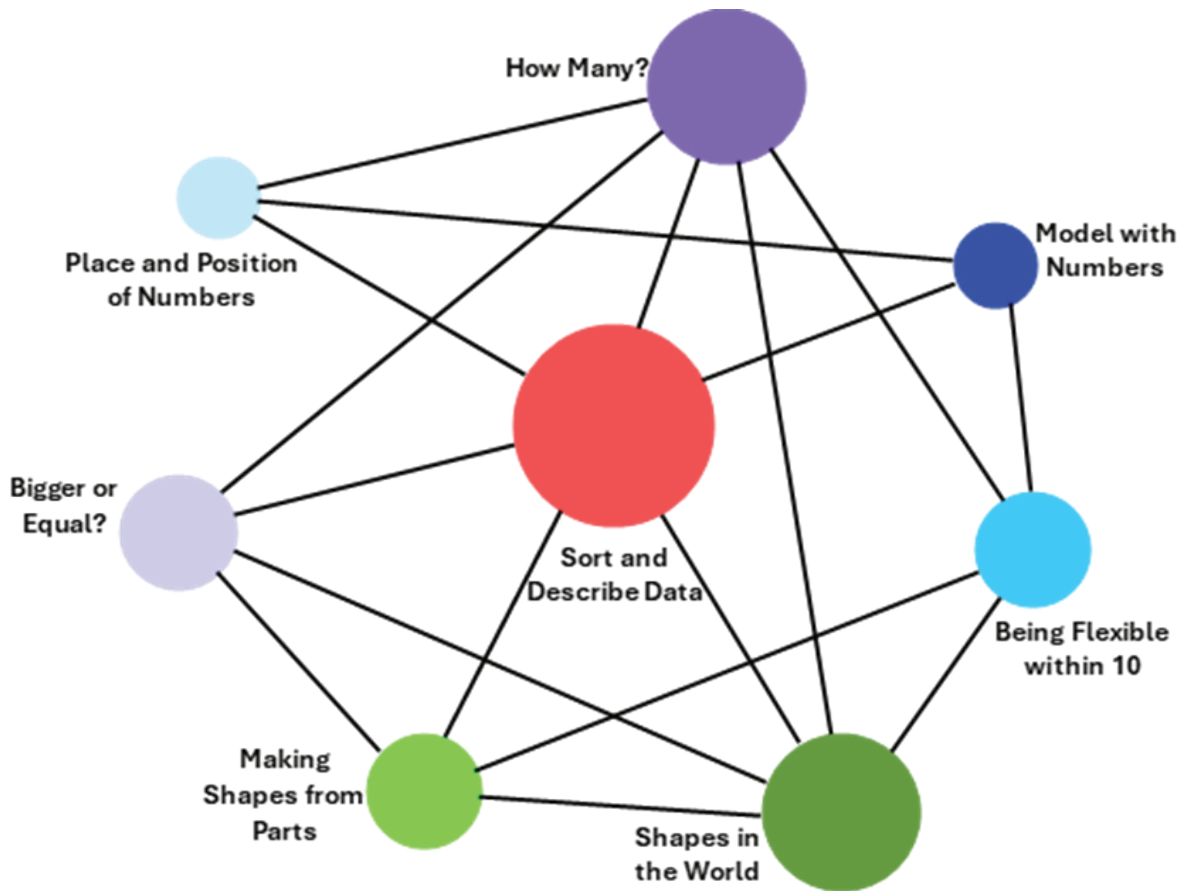 How Many?
Place and Position
of Numbers
Model with
Numbers
Bigger or
Equal?
Sort and
Describe Data
Being Flexible
within 10
Making
Shapes from
Parts
Shapes in
the World